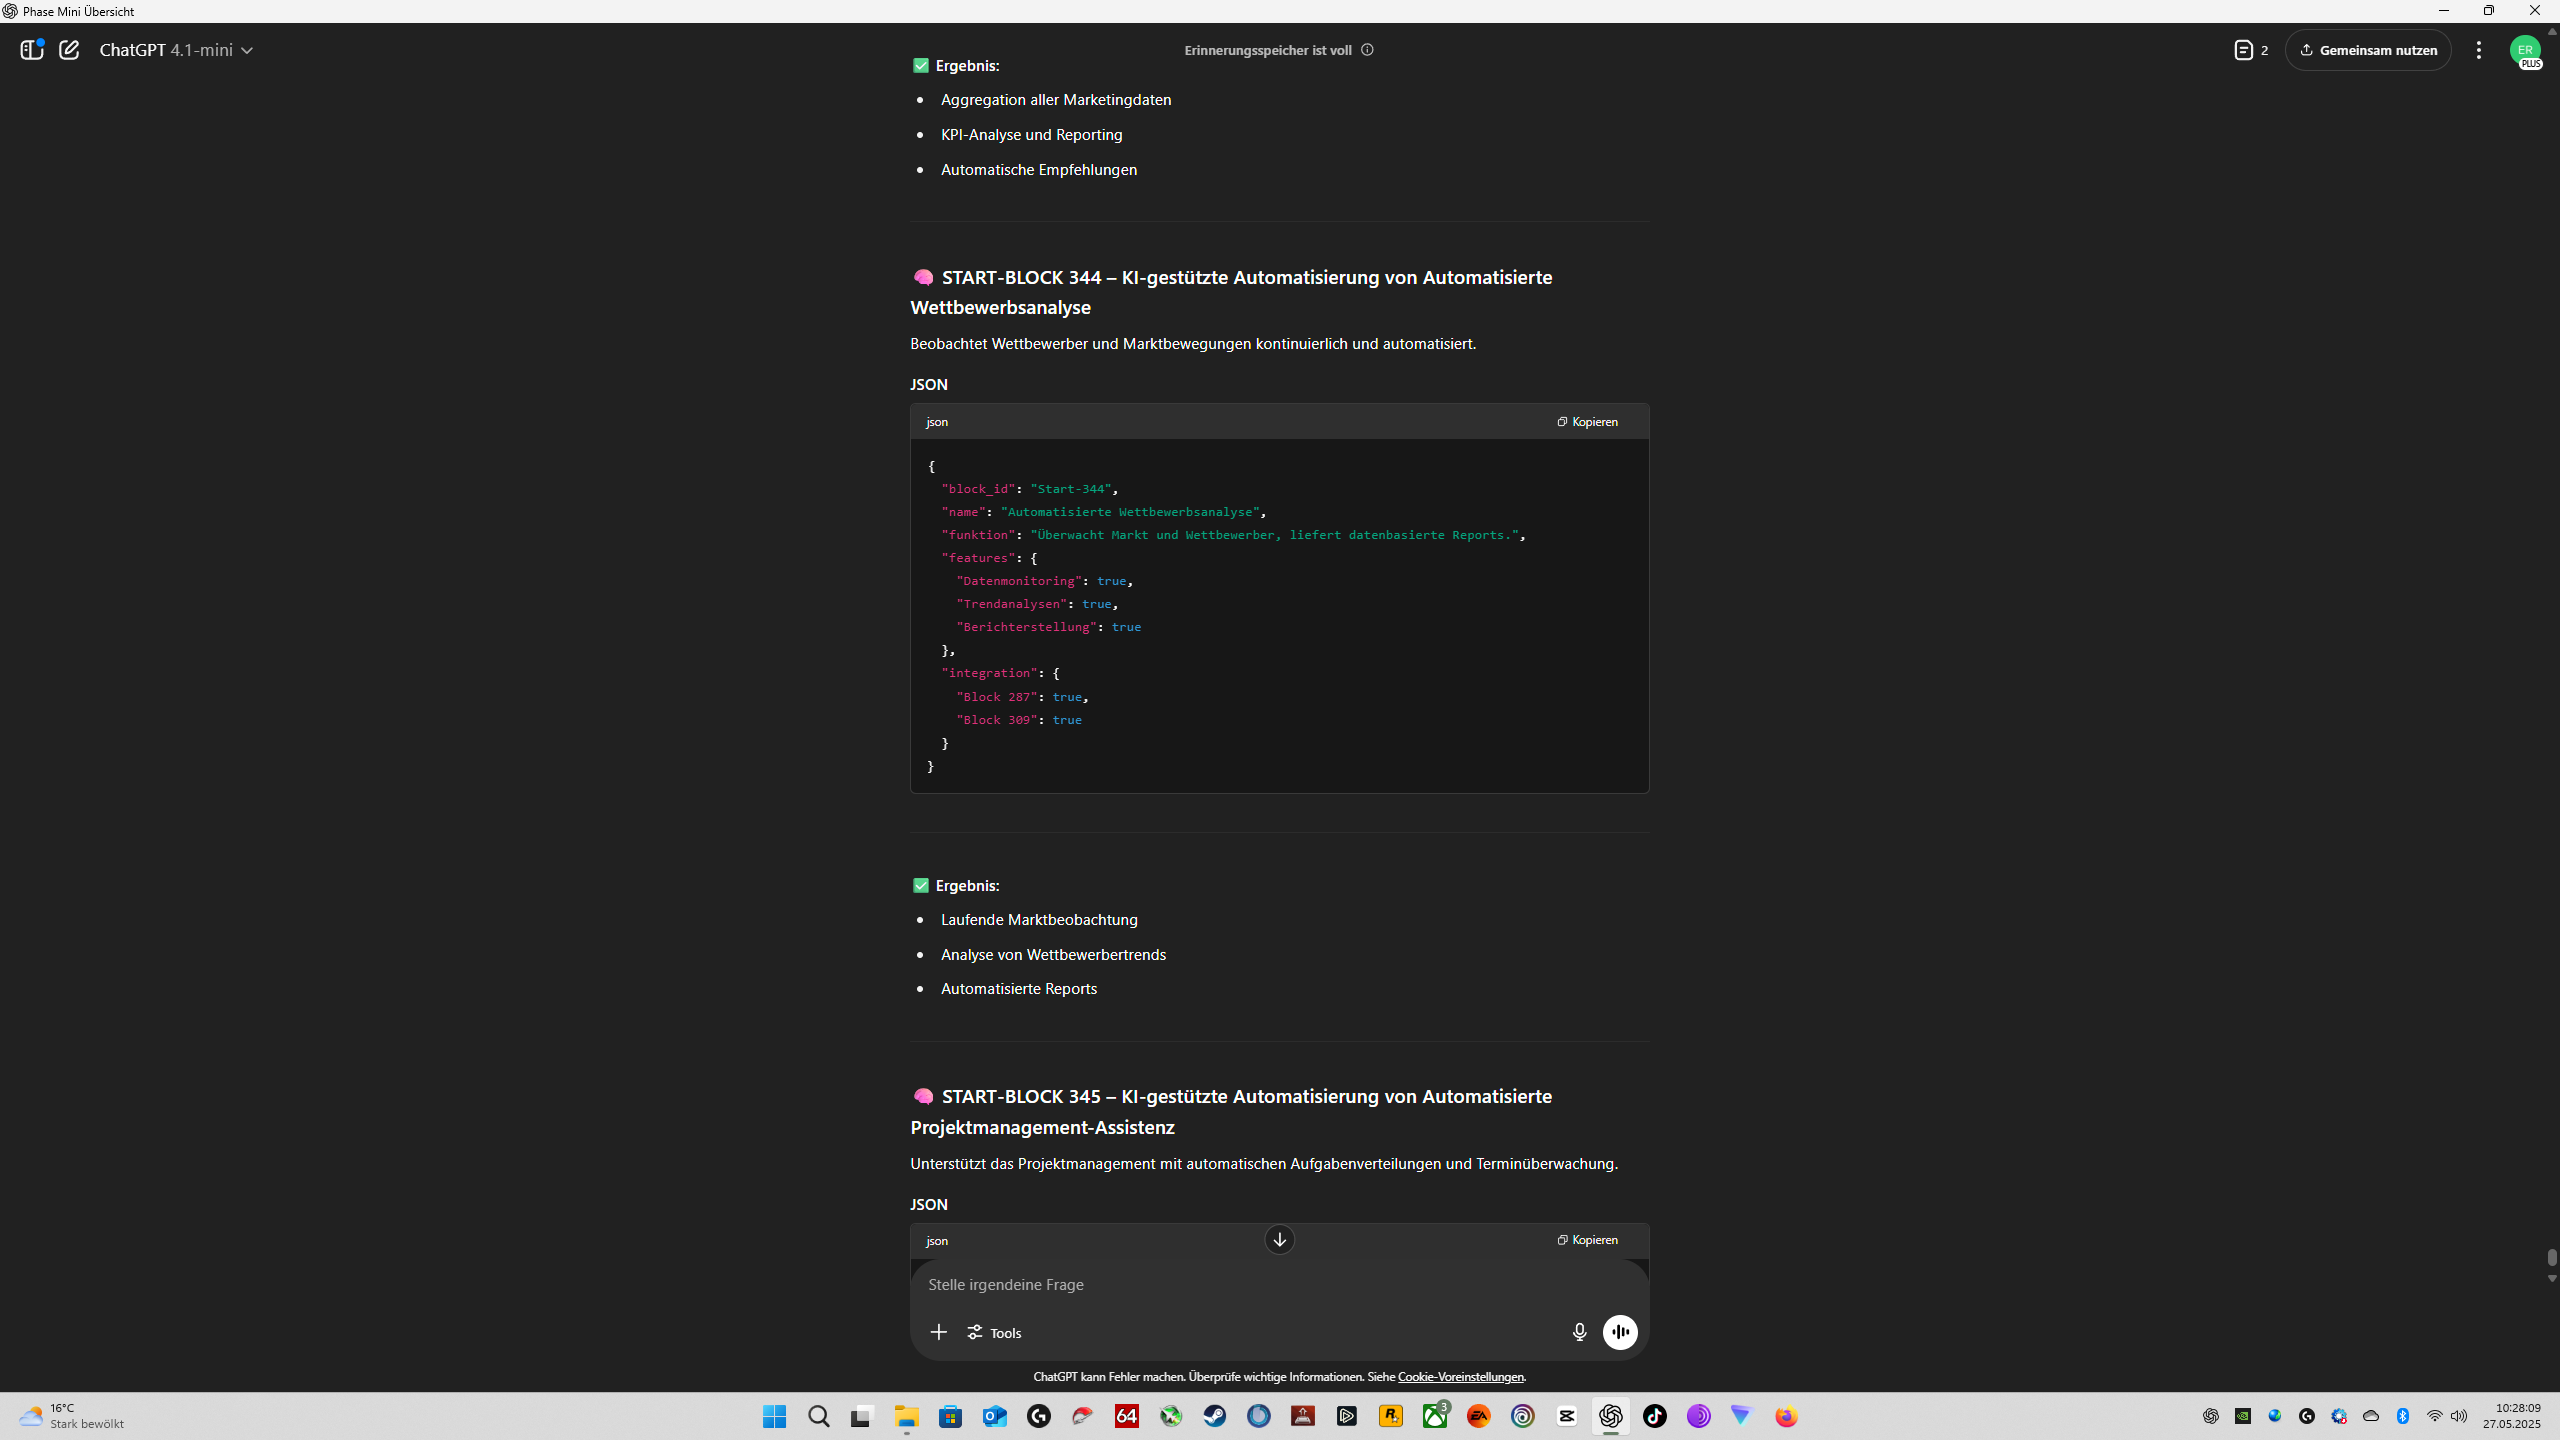 Phase Mini Übersicht
ChatGPT 4.1-mini
Erinnerungsspeicher ist voll
2
Gemeinsam nutzen
ER
PLUS
✅ Ergebnis:
• Aggregation aller Marketingdaten
• KPI-Analyse und Reporting
• Automatische Empfehlungen
🧠 START-BLOCK 344 – KI-gestützte Automatisierung von Automatisierte
Wettbewerbsanalyse
Beobachtet Wettbewerber und Marktbewegungen kontinuierlich und automatisiert.
JSON
json
Kopieren
{
"block_id": "Start-344",
"name": "Automatisierte Wettbewerbsanalyse",
"funktion": "Überwacht Markt und Wettbewerber, liefert datenbasierte Reports.",
"features": {
"Datenmonitoring": true,
"Trendanalysen": true,
"Berichterstellung": true
},
"integration": {
"Block 287": true,
"Block 309": true
}
}
✅ Ergebnis:
• Laufende Marktbeobachtung
• Analyse von Wettbewerbertrends
• Automatisierte Reports
🧠 START-BLOCK 345 – KI-gestützte Automatisierung von Automatisierte
Projektmanagement-Assistenz
Unterstützt das Projektmanagement mit automatischen Aufgabenverteilungen und Terminüberwachung.
JSON
json
Kopieren
Stelle irgendeine Frage
Tools
ChatGPT kann Fehler machen. Überprüfe wichtige Informationen. Siehe Cookie-Voreinstellungen.
16°C
Stark bewölkt
64
3
EA
10:28:09
27.05.2025